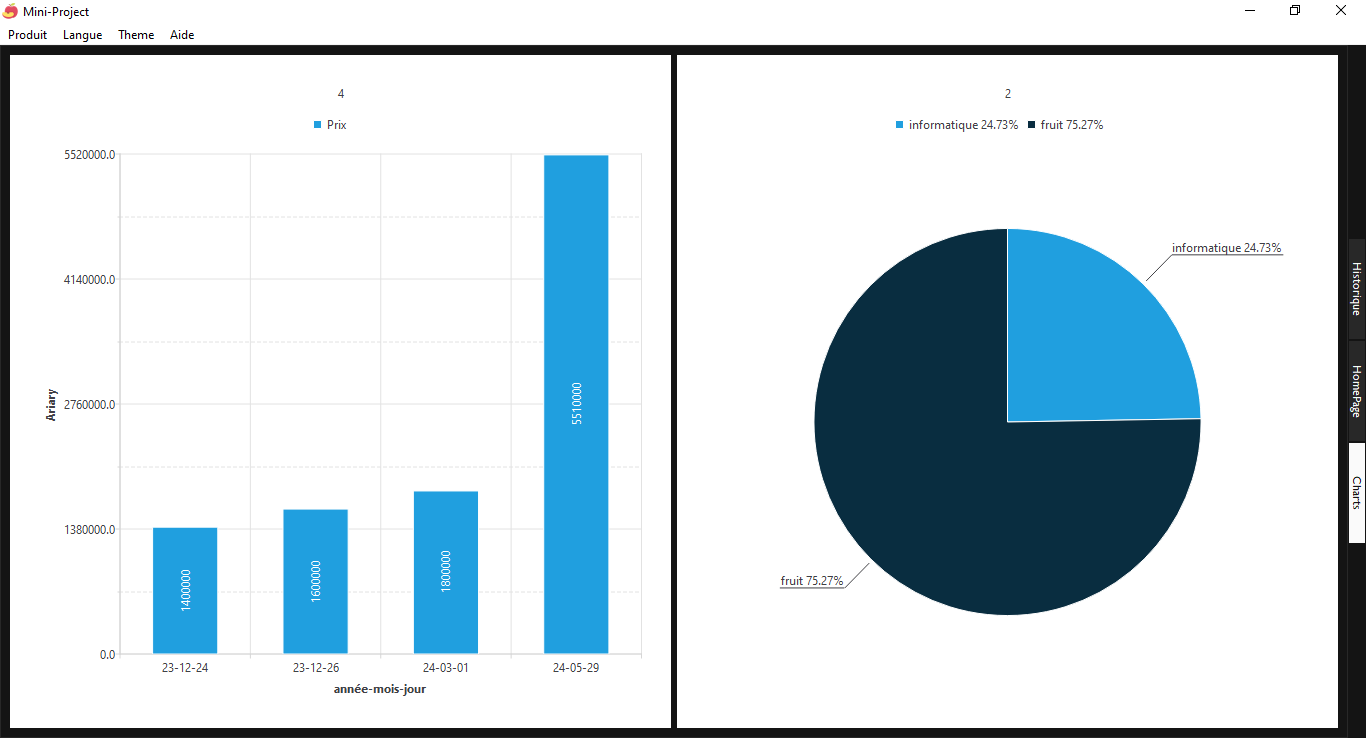 Mini-Project
Produit Langue Theme Aide
4
Prix
5520000.0
4140000.0
2760000.0
1380000.0
0.0
Ariary
1400000
1600000
1800000
5510000
23-12-24 23-12-26 24-03-01 24-05-29
année-mois-jour
2
informatique 24.73% fruit 75.27%
informatique 24.73%
fruit 75.27%
Historique
HomePage
Charts